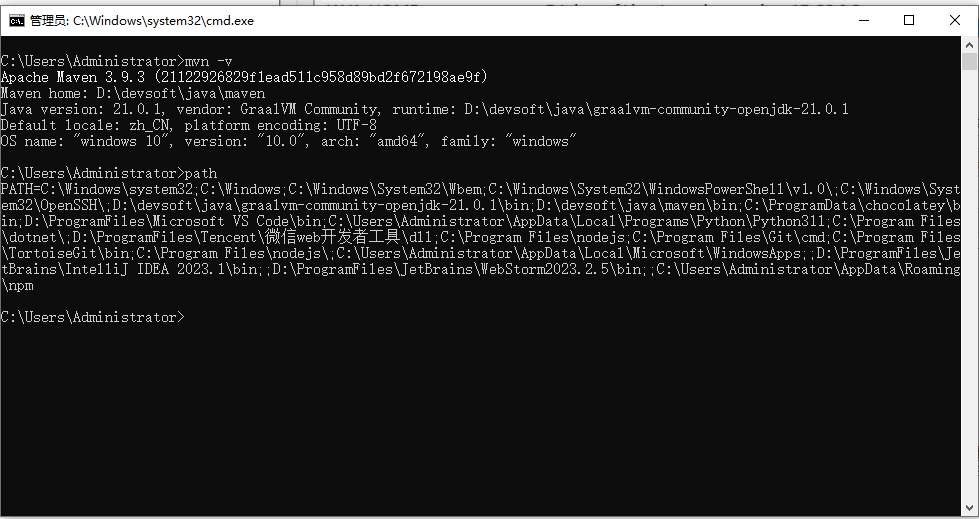 管理员: C:\Windows\system32\cmd.exe
C:\Users\Administrator>mvn -v
Apache Maven 3.9.3 (21122926829f1ead511c958d89bd2f672198ae9f)
Maven home: D:\devsoft\java\maven
Java version: 21.0.1, vendor: GraalVM Community, runtime: D:\devsoft\java\graalvm-community-openjdk-21.0.1
Default locale: zh_CN, platform encoding: UTF-8
OS name: "windows 10", version: "10.0", arch: "amd64", family: "windows"
C:\Users\Administrator>path
PATH=C:\Windows\system32;C:\Windows;C:\Windows\System32\Wbem;C:\Windows\System32\WindowsPowerShell\v1.0\;C:\Windows\Syst
em32\OpenSSH\;D:\devsoft\java\graalvm-community-openjdk-21.0.1\bin;D:\devsoft\java\maven\bin;C:\ProgramData\chocolatey\b
in;D:\ProgramFiles\Microsoft VS Code\bin;C:\Users\Administrator\AppData\Local\Programs\Python\Python311;C:\Program Files
\dotnet\;D:\ProgramFiles\Tencent\微信web开发者工具\dll;C:\Program Files\nodejs;C:\Program Files\Git\cmd;C:\Program Files
\TortoiseGit\bin;C:\Program Files\nodejs\;C:\Users\Administrator\AppData\Local\Microsoft\WindowsApps;;D:\ProgramFiles\Je
tBrains\IntelliJ IDEA 2023.1\bin;;D:\ProgramFiles\JetBrains\WebStorm2023.2.5\bin;;C:\Users\Administrator\AppData\Roaming
\npm
C:\Users\Administrator>